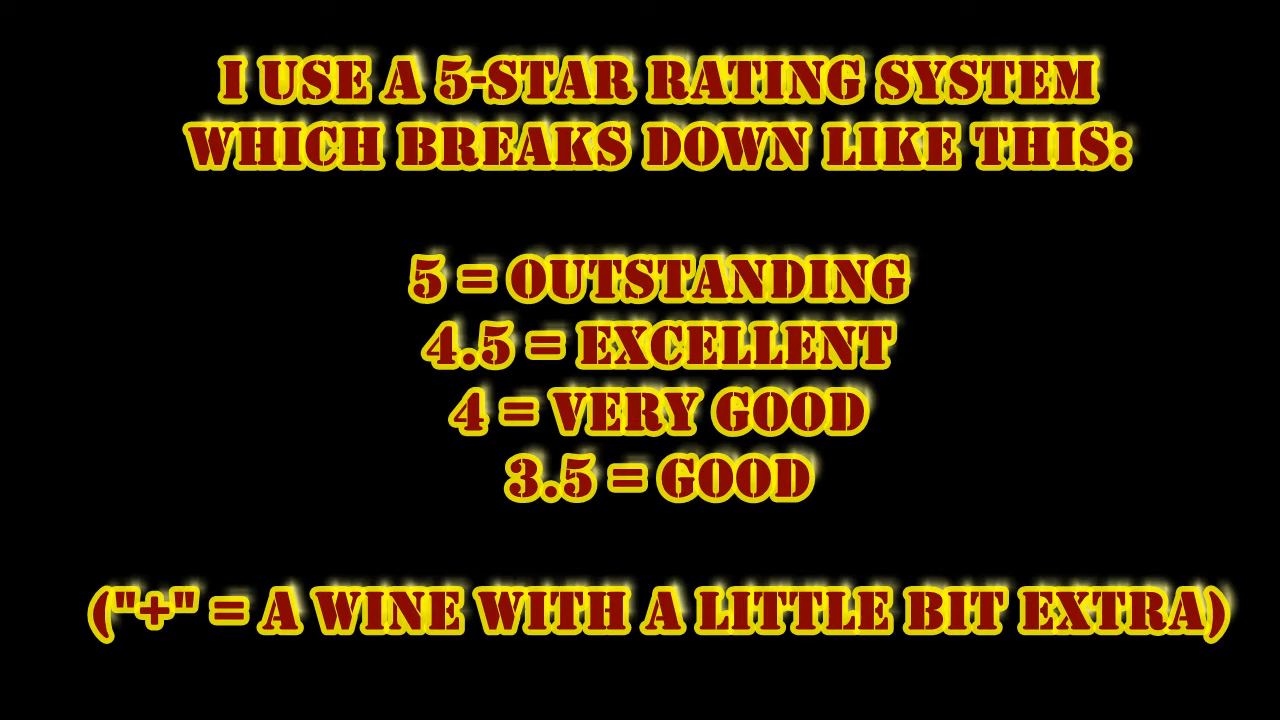 I USE A 5-STAR RATING SYSTEM
WHICH BREAKS DOWN LIKE THIS:
5 = OUTSTANDING
4.5 = EXCELLENT
4 = VERY GOOD
3.5 = GOOD
("+" = A WINE WITH A LITTLE BIT EXTRA)